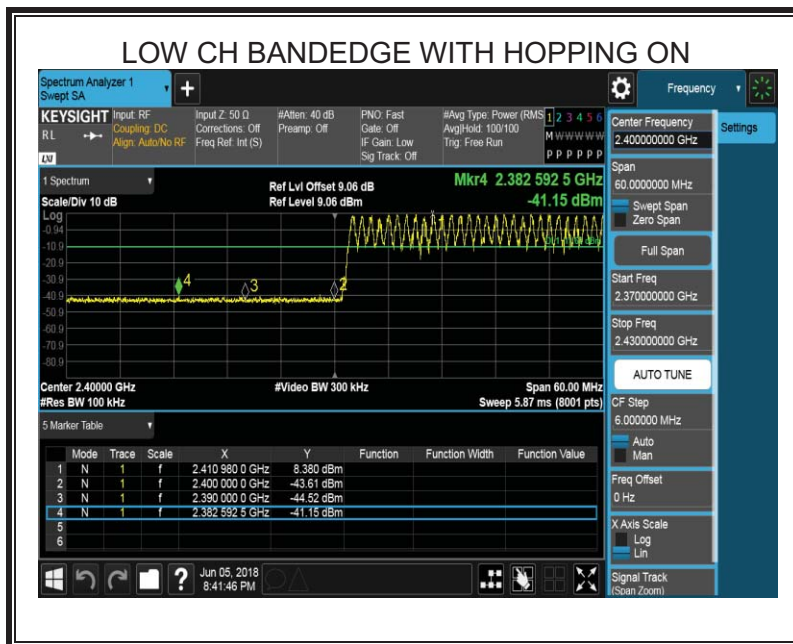 LOW CH BANDEDGE WITH HOPPING ON
Spectrum Analyzer 1
Swept SA
+
Frequency
Settings
KEYSIGHT
RL
LXI
Input: RF
Coupling: DC
Align: Auto/No RF
Input Z: 50 Ω
Corrections: Off
Freq Ref: Int (S)
#Atten: 40 dB
Preamp: Off
PNO: Fast
Gate: Off
IF Gain: Low
Sig Track: Off
#Avg Type: Power (RMS
Avg|Hold: 100/100
Trig: Free Run
1 2 3 4 5 6
M W W W W W
P P P P P P
1 Spectrum
Scale/Div 10 dB
Ref Lvl Offset 9.06 dB
Ref Level 9.06 dBm
Mkr4 2.382 592 5 GHz
-41.15 dBm
Log
-0.94
-10.9
-20.9
-30.9
-40.9
-50.9
-60.9
-70.9
-80.9
4
3
2
Center 2.40000 GHz
#Video BW 300 kHz
Span 60.00 MHz
#Res BW 100 kHz
Sweep 5.87 ms (8001 pts)
5 Marker Table
Mode Trace Scale X Y Function Function Width Function Value
1 N 1 f 2.410 980 0 GHz 8.380 dBm
2 N 1 f 2.400 000 0 GHz -43.61 dBm
3 N 1 f 2.390 000 0 GHz -44.52 dBm
4 N 1 f 2.382 592 5 GHz -41.15 dBm
5
6
Center Frequency
2.400000000 GHz
Span
60.0000000 MHz
Swept Span
Zero Span
Full Span
Start Freq
2.370000000 GHz
Stop Freq
2.430000000 GHz
AUTO TUNE
CF Step
6.000000 MHz
Auto
Man
Freq Offset
0 Hz
X Axis Scale
Log
Lin
Signal Track
(Span Zoom)
?
Jun 05, 2018
8:41:46 PM